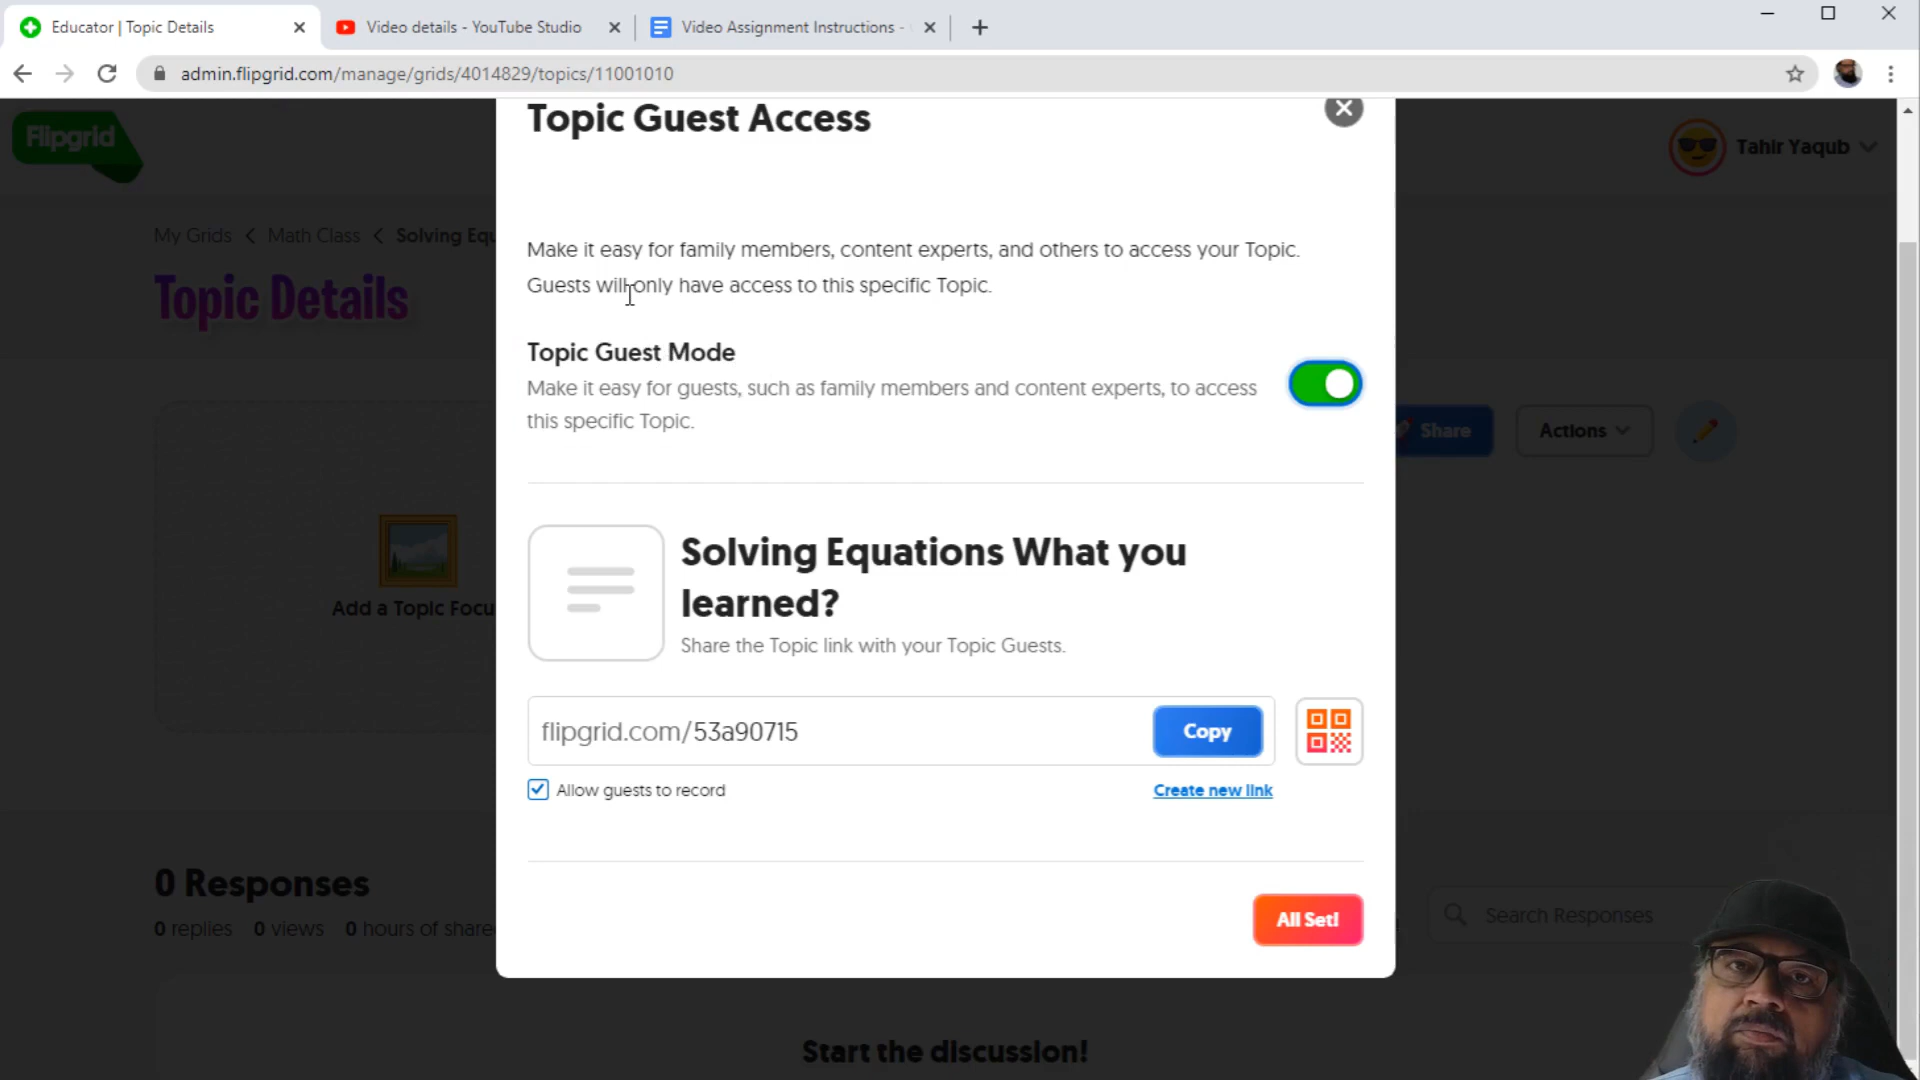 Educator | Topic Details
Video details - YouTube Studio
Video Assignment Instructions -
admin.flipgrid.com/manage/grids/4014829/topics/11001010
Flipgrid
Topic Guest Access
Tahir Yaqub
My Grids < Math Class < Solving Equ
Topic Details
Make it easy for family members, content experts, and others to access your Topic.
Guests will only have access to this specific Topic.
Topic Guest Mode
Make it easy for guests, such as family members and content experts, to access
this specific Topic.
Share
Actions
Add a Topic Focu
Solving Equations What you
learned?
Share the Topic link with your Topic Guests.
flipgrid.com/53a90715
Copy
Allow guests to record
Create new link
0 Responses
0 replies 0 views 0 hours of share
All Set!
Search Responses
Start the discussion!